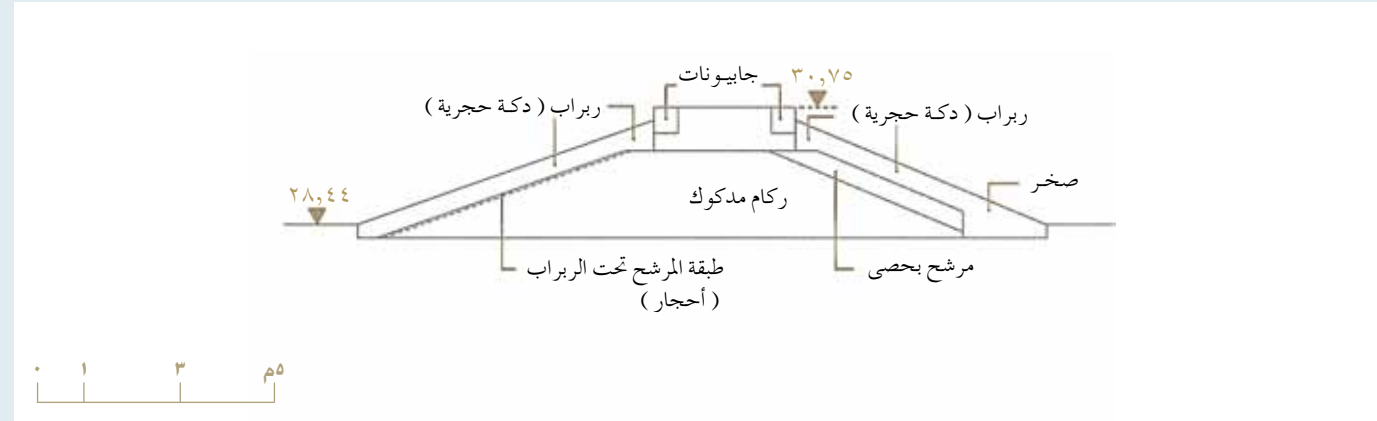 جابيونات
٣٠,٧٥
ربراب ( دكة حجرية )
ربراب ( دكة حجرية )
صخر
٢٨,٤٤
ركام مدكوك
مرشح بحصى
طبقة المرشح تحت الربراب
( أحجار )
٠ ١ ٣ ٥م